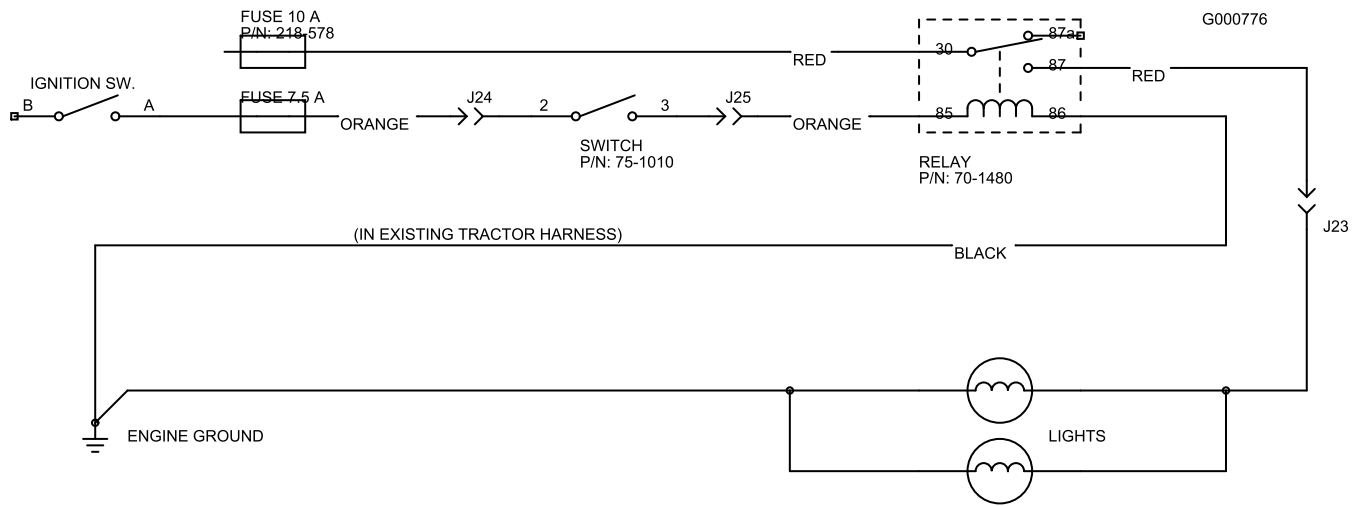 FUSE 10 A
P/N: 218-578
G000776
RED
30
87a
87
RED
IGNITION SW.
B
A
FUSE 7.5 A
ORANGE
J24
2
3
J25
ORANGE
85
86
SWITCH
P/N: 75-1010
RELAY
P/N: 70-1480
J23
(IN EXISTING TRACTOR HARNESS)
BLACK
ENGINE GROUND
LIGHTS